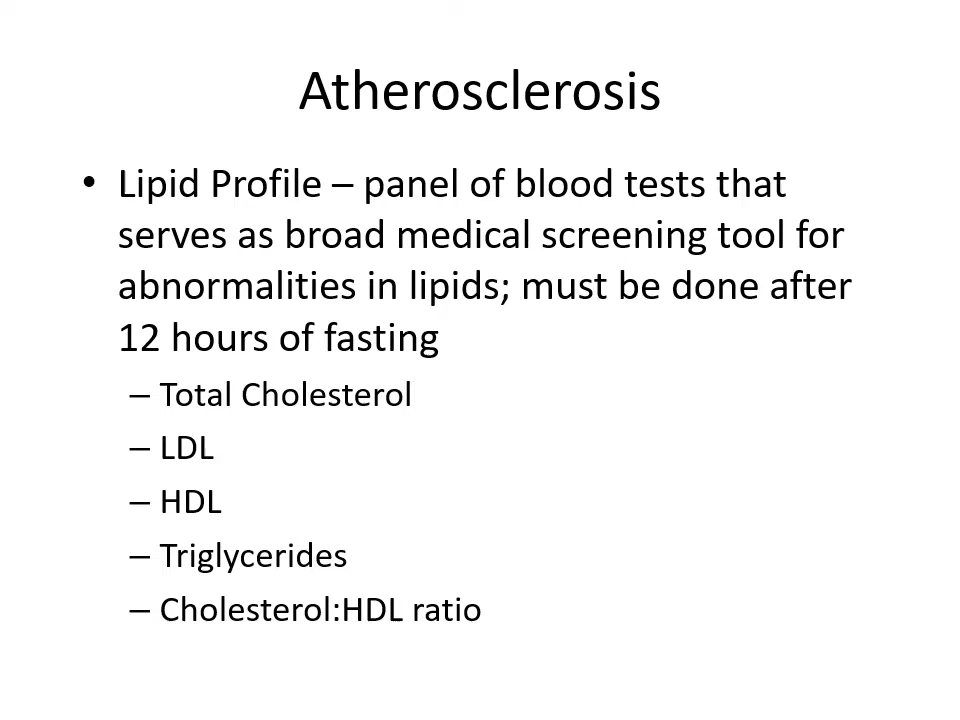 Atherosclerosis
• Lipid Profile – panel of blood tests that
serves as broad medical screening tool for
abnormalities in lipids; must be done after
12 hours of fasting
– Total Cholesterol
– LDL
– HDL
– Triglycerides
– Cholesterol:HDL ratio